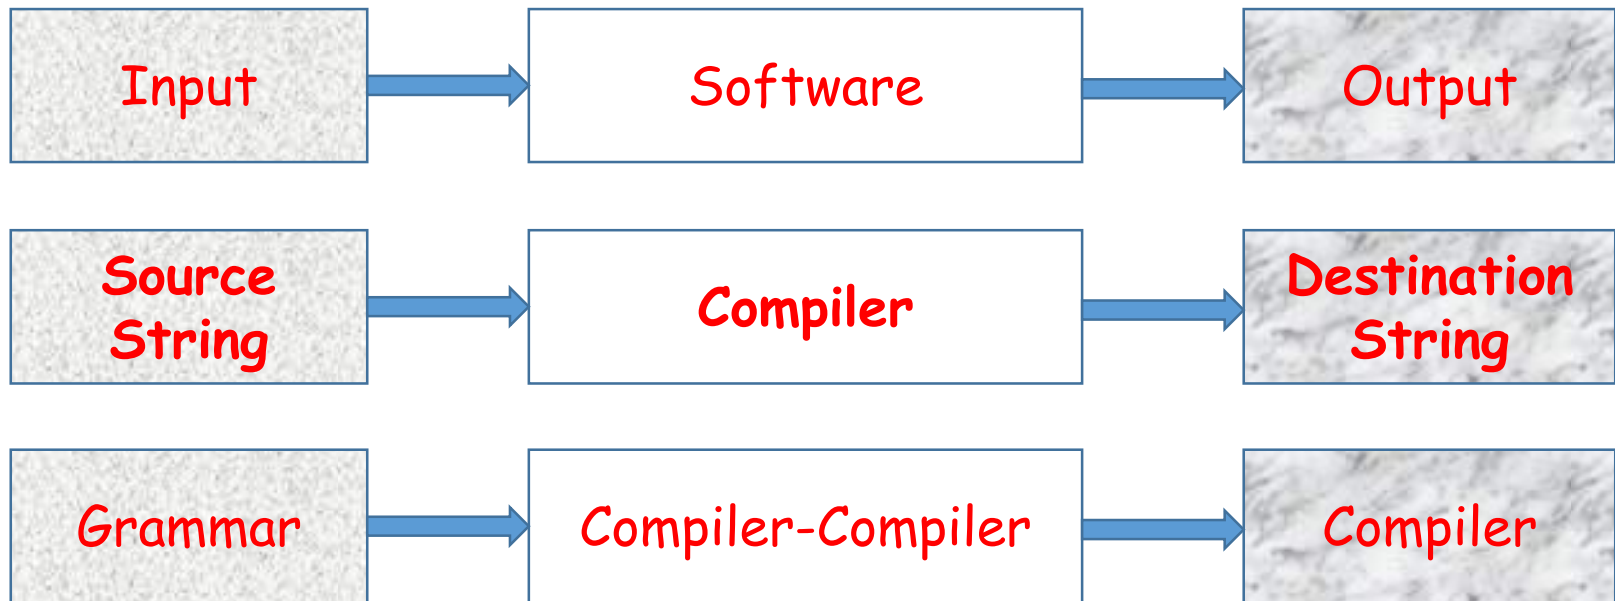 Input
Software
Output
Source
String
Compiler
Destination
String
Grammar
Compiler-Compiler
Compiler